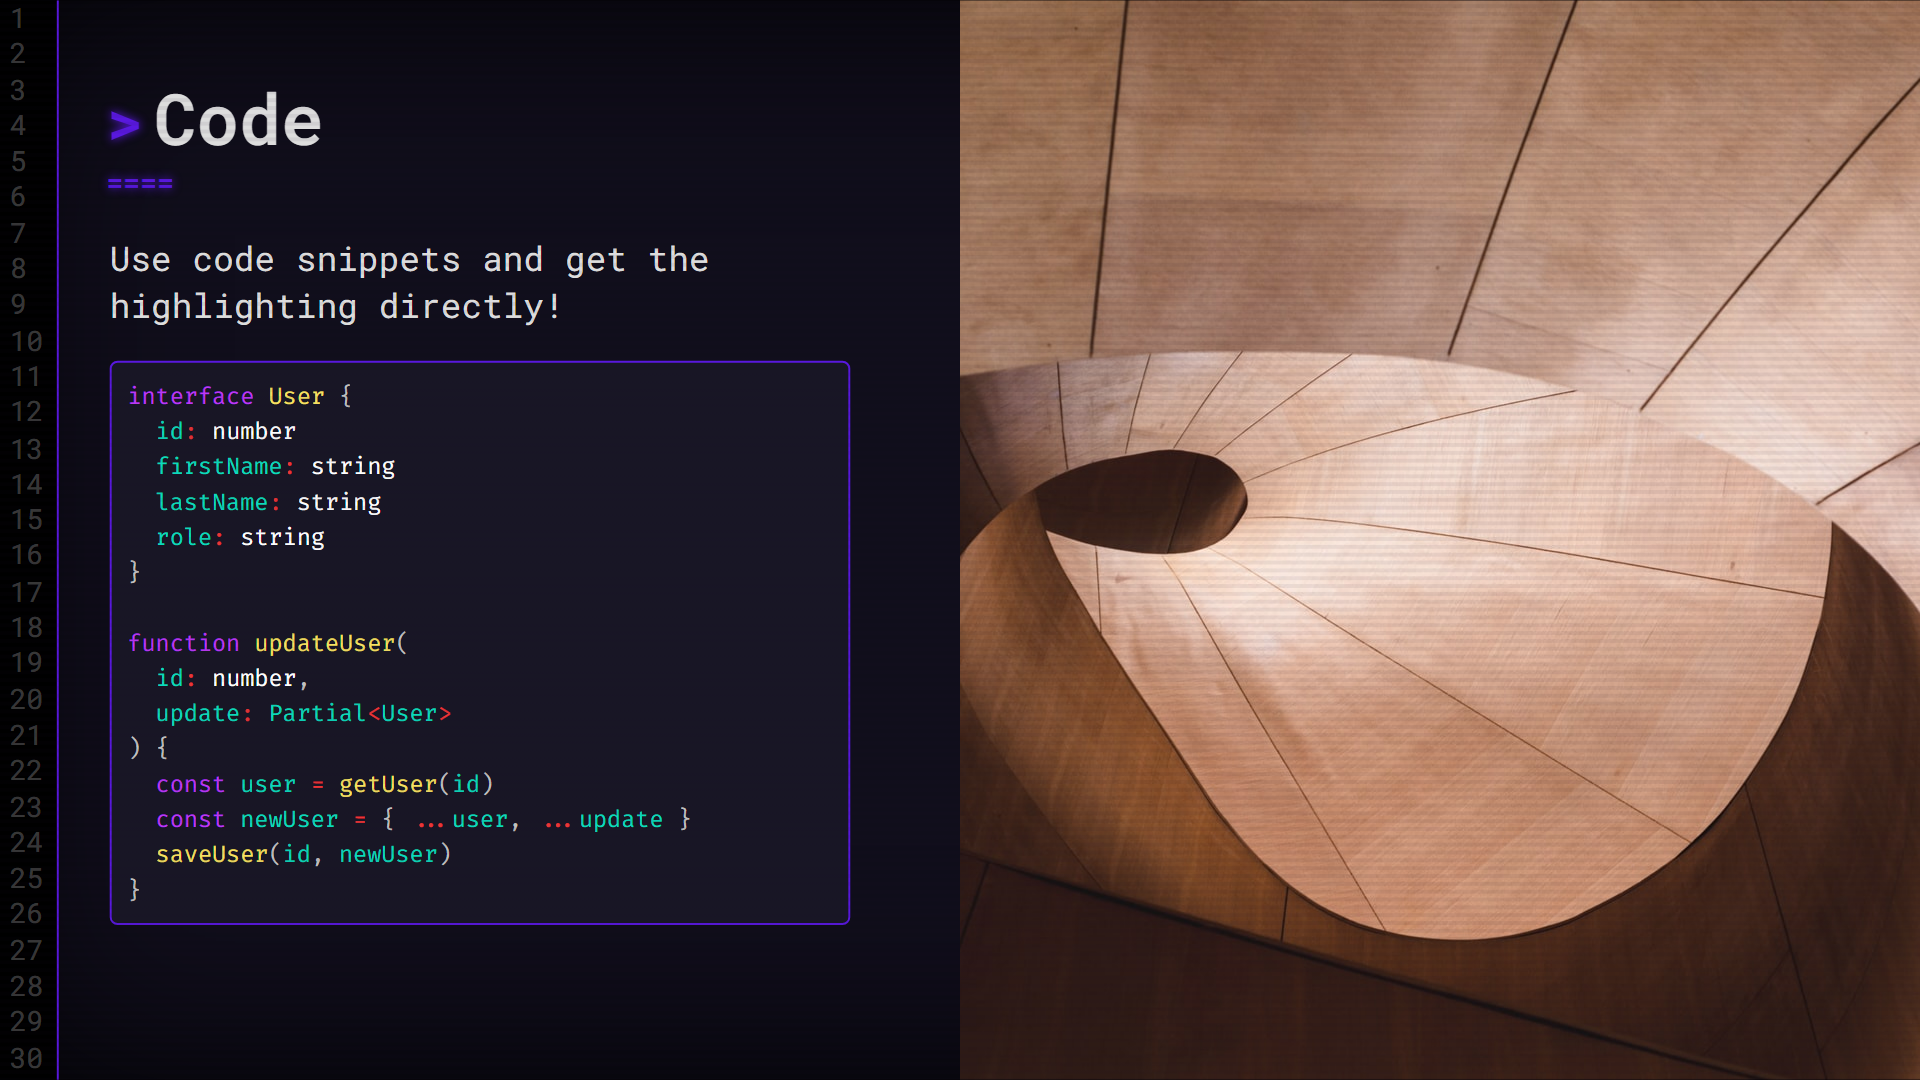 1
2
3
4
5
6
7
8
9
10
11
12
13
14
15
16
17
18
19
20
21
22
23
24
25
26
27
28
29
30
> Code
====
Use code snippets and get the
highlighting directly!
interface User {
  id: number
  firstName: string
  lastName: string
  role: string
}

function updateUser(
  id: number,
  update: Partial<User>
) {
  const user = getUser(id)
  const newUser = { ...user, ...update }
  saveUser(id, newUser)
}